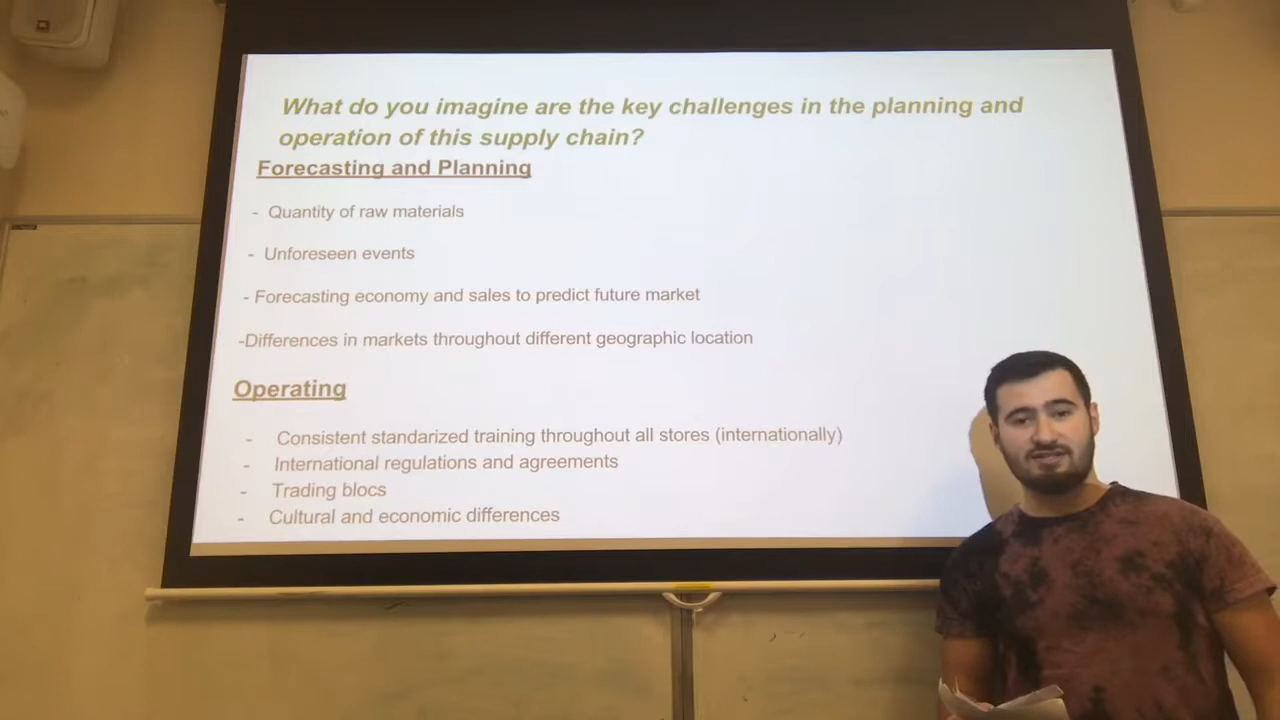 What do you imagine are the key challenges in the planning and
operation of this supply chain?
Forecasting and Planning
- Quantity of raw materials
- Unforeseen events
- Forecasting economy and sales to predict future market
-Differences in markets throughout different geographic location
Operating
- Consistent standarized training throughout all stores (internationally)
- International regulations and agreements
- Trading blocs
- Cultural and economic differences